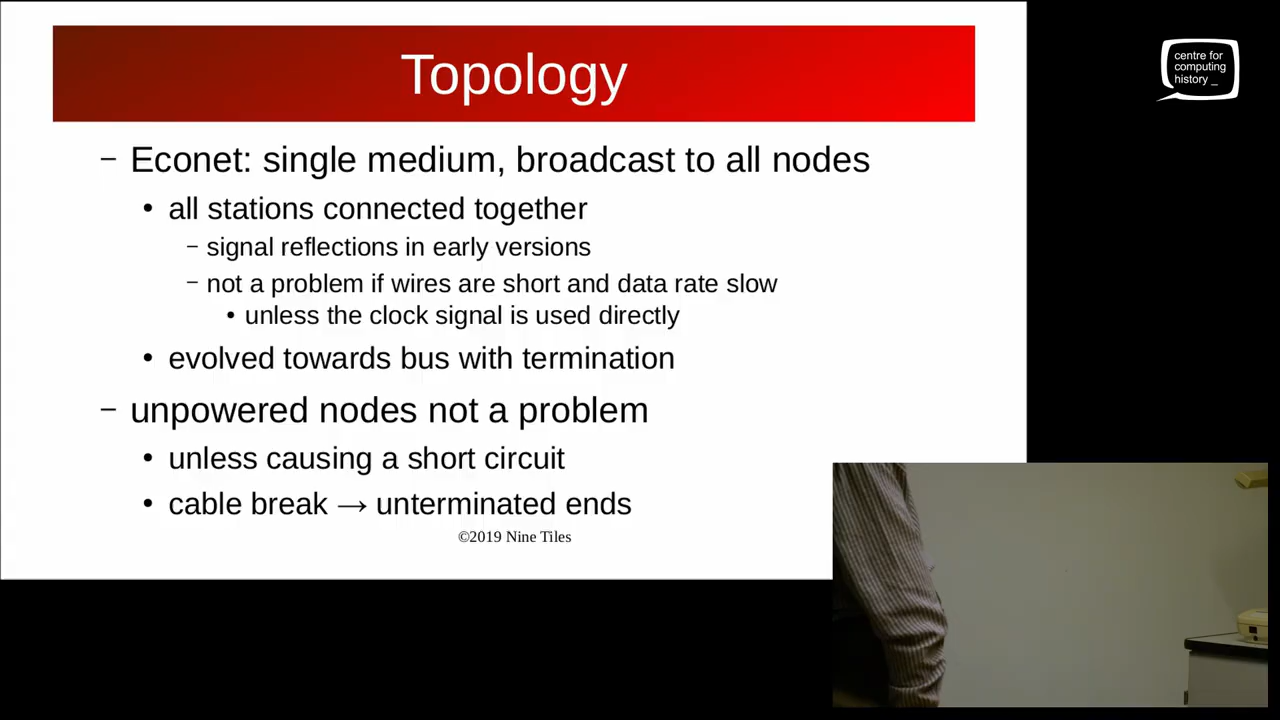 Topology
– Econet: single medium, broadcast to all nodes
• all stations connected together
– signal reflections in early versions
– not a problem if wires are short and data rate slow
• unless the clock signal is used directly
• evolved towards bus with termination
– unpowered nodes not a problem
• unless causing a short circuit
• cable break → unterminated ends
©2019 Nine Tiles
centre for
computing
history _